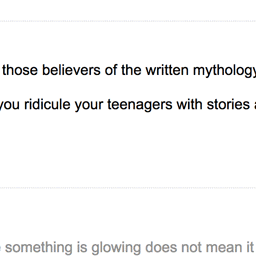 those believers of the written mythology
you ridicule your teenagers with stories
something is glowing does not mean it